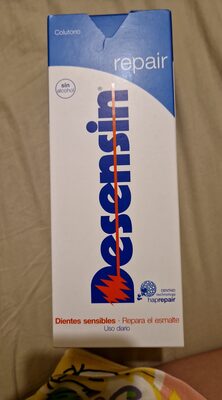 Colutorio
repair
sin
alcohol
Desensin®
DENTAID
technology
haprepair
Dientes sensibles - Repara el esmalte
Uso diario